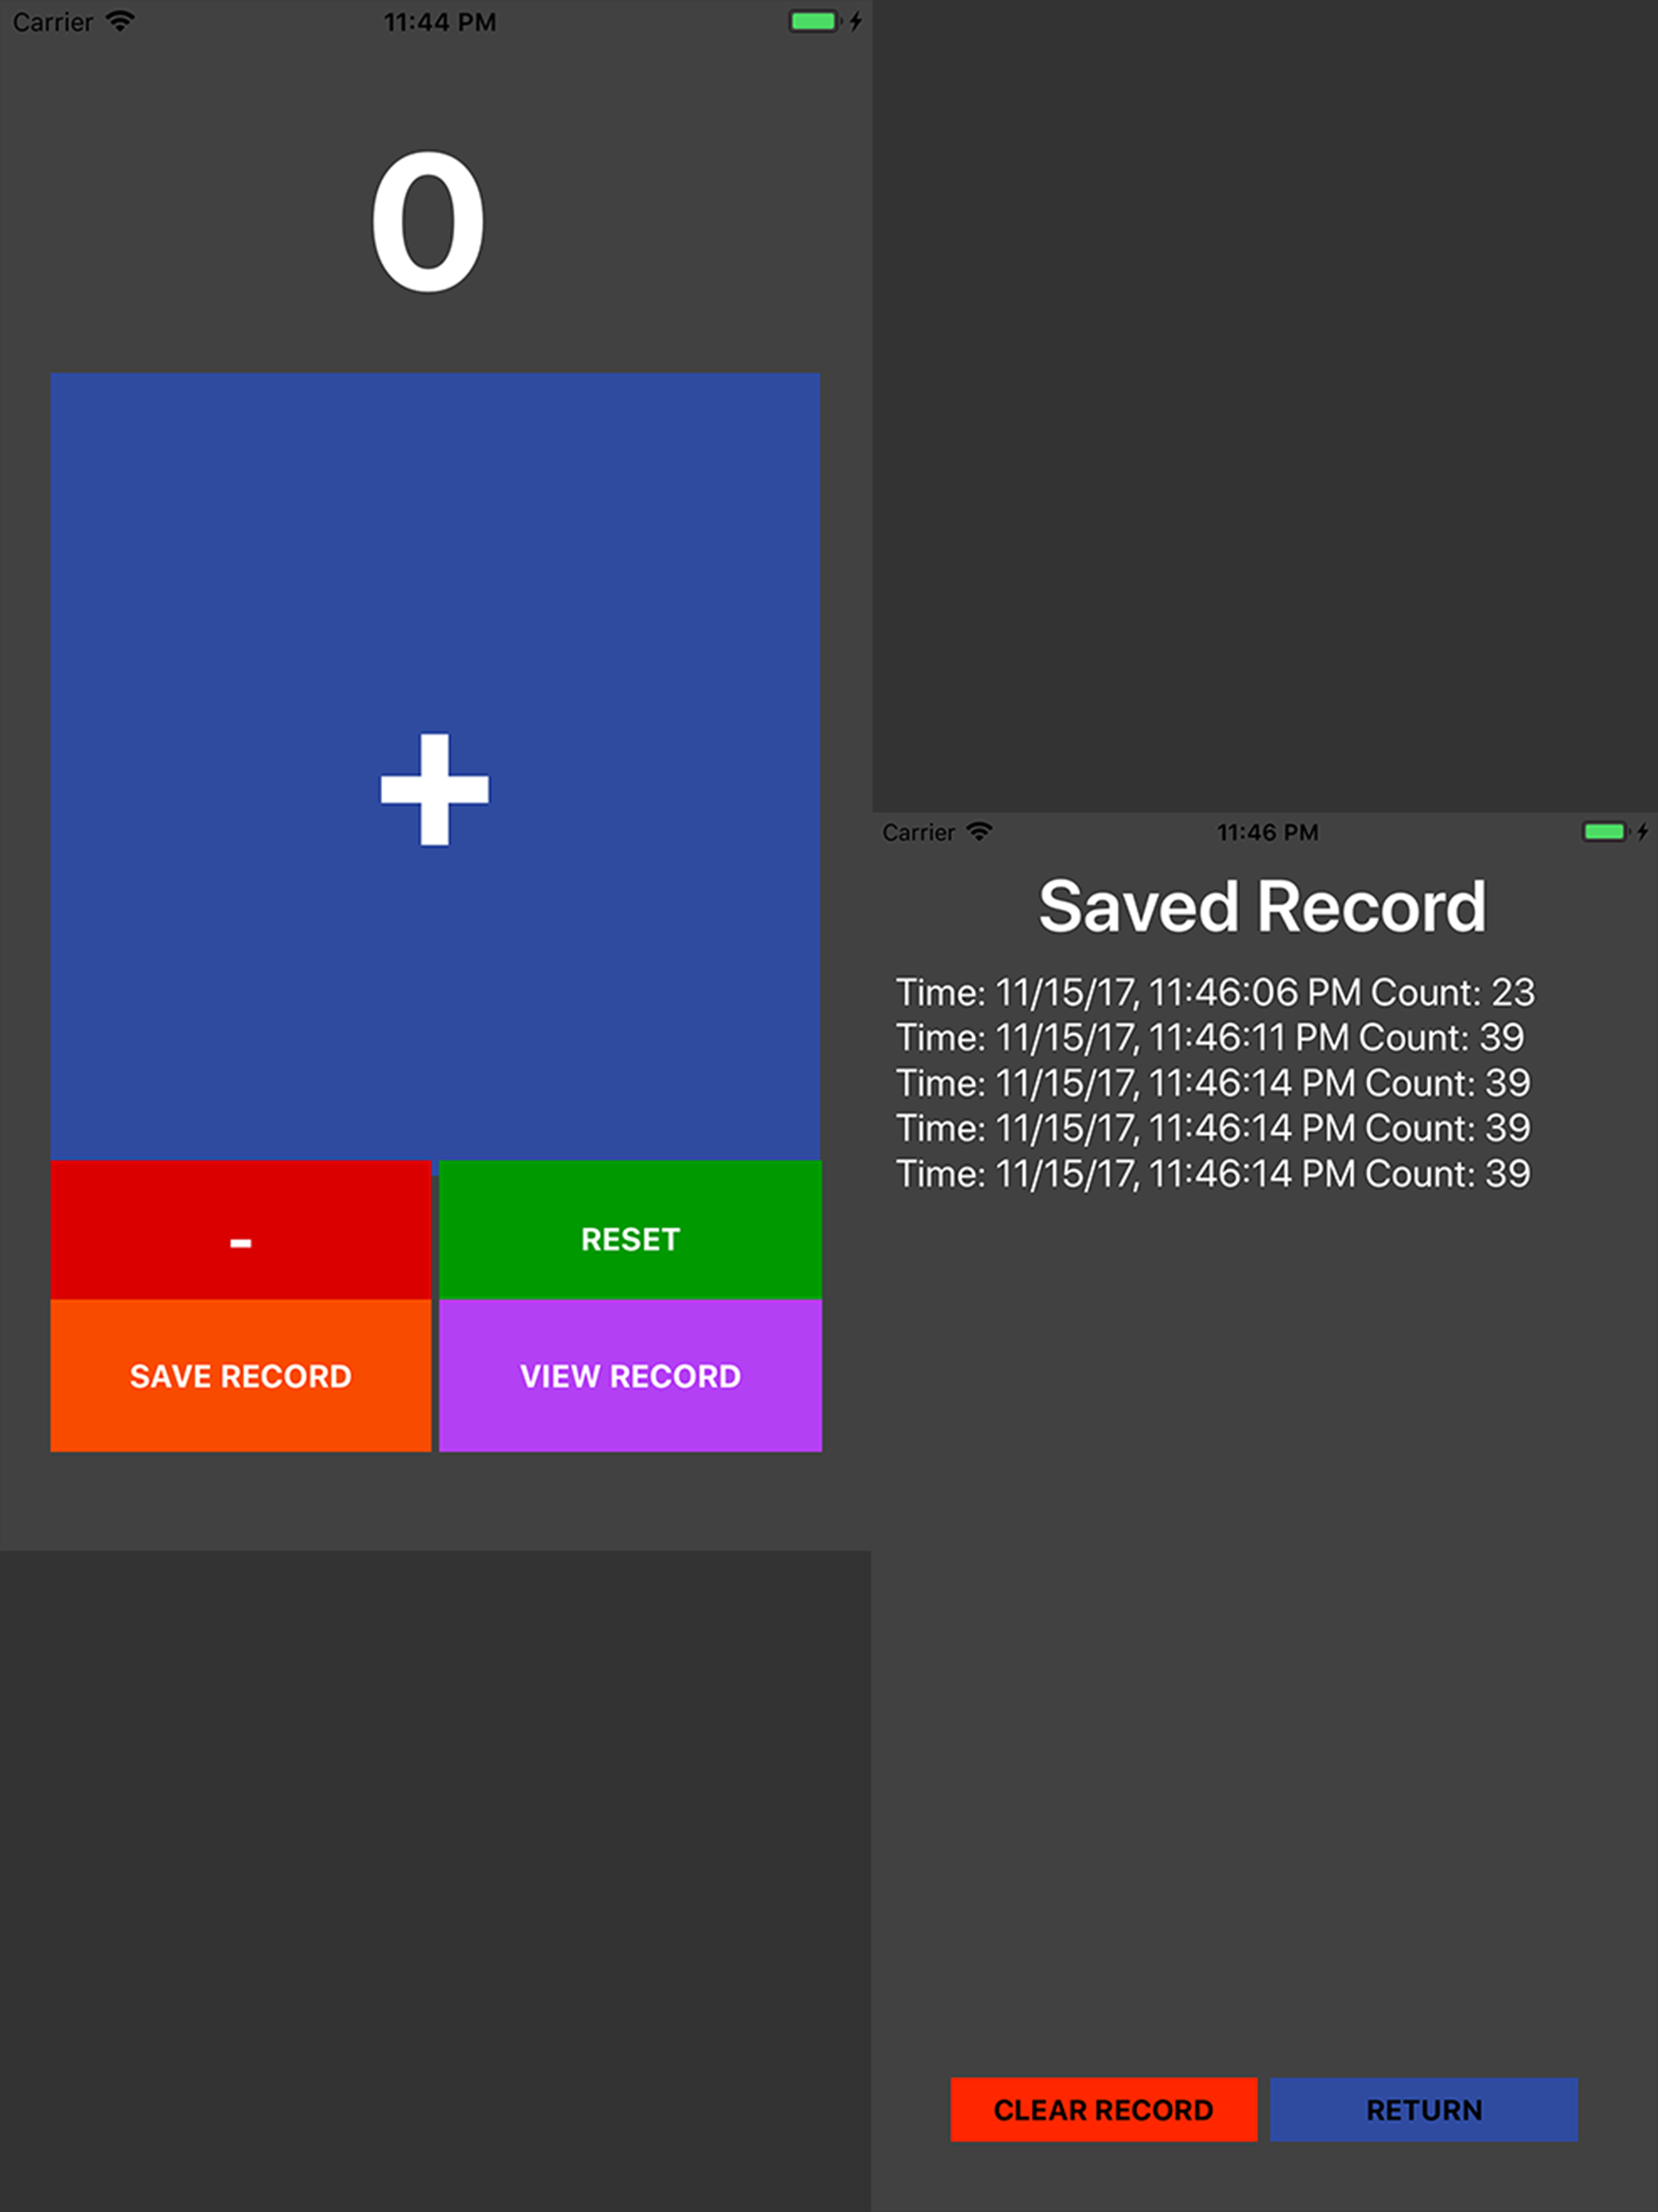 Carrier 11:44 PM
0
+
-
RESET
SAVE RECORD
VIEW RECORD
Carrier 11:46 PM
Saved Record
Time: 11/15/17, 11:46:06 PM Count: 23
Time: 11/15/17, 11:46:11 PM Count: 39
Time: 11/15/17, 11:46:14 PM Count: 39
Time: 11/15/17, 11:46:14 PM Count: 39
Time: 11/15/17, 11:46:14 PM Count: 39
CLEAR RECORD
RETURN